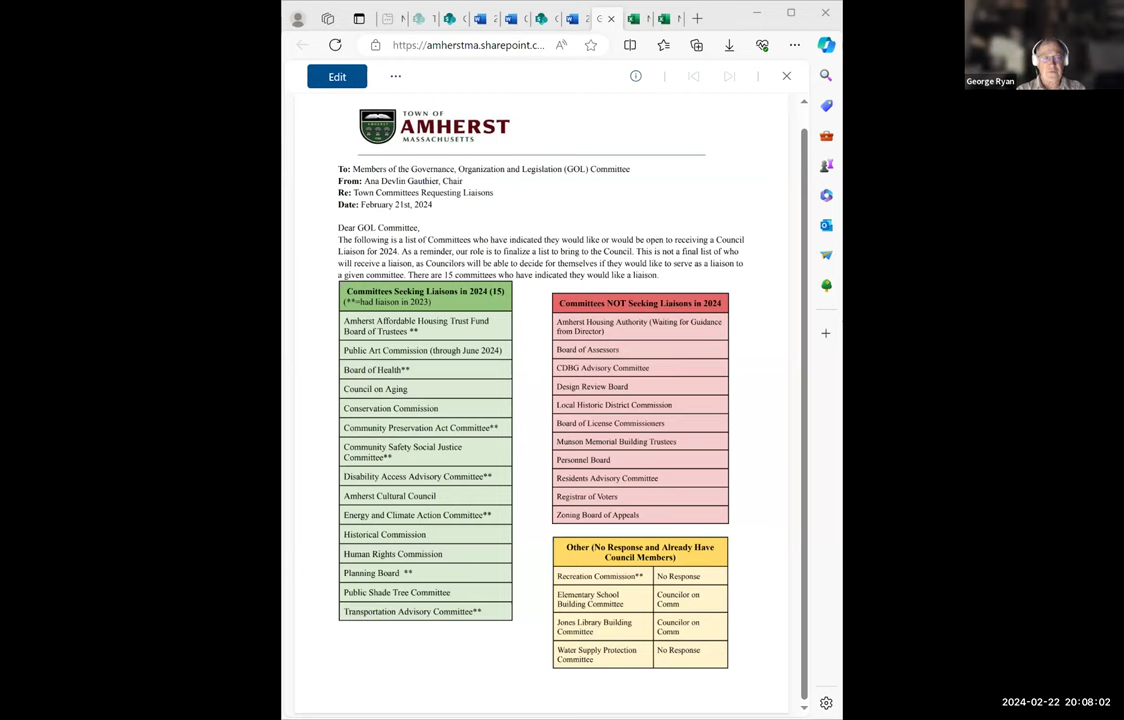 https://amherstma.sharepoint.c...
George Ryan
Edit
TOWN OF
AMHERST
MASSACHUSETTS
To: Members of the Governance, Organization and Legislation (GOL) Committee
From: Ana Devlin Gauthier, Chair
Re: Town Committees Requesting Liaisons
Date: February 21st, 2024
Dear GOL Committee,
The following is a list of Committees who have indicated they would like or would be open to receiving a Council
Liaison for 2024. As a reminder, our role is to finalize a list to bring to the Council. This is not a final list of who
will receive a liaison, as Councilors will be able to decide for themselves if they would like to serve as a liaison to
a given committee. There are 15 committees who have indicated they would like a liaison.
Committees Seeking Liaisons in 2024 (15)
(**=had liaison in 2023)
Amherst Affordable Housing Trust Fund
Board of Trustees **
Public Art Commission (through June 2024)
Board of Health**
Council on Aging
Conservation Commission
Community Preservation Act Committee**
Community Safety Social Justice
Committee**
Disability Access Advisory Committee**
Amherst Cultural Council
Energy and Climate Action Committee**
Historical Commission
Human Rights Commission
Planning Board **
Public Shade Tree Committee
Transportation Advisory Committee**
Committees NOT Seeking Liaisons in 2024
Amherst Housing Authority (Waiting for Guidance
from Director)
Board of Assessors
CDBG Advisory Committee
Design Review Board
Local Historic District Commission
Board of License Commissioners
Munson Memorial Building Trustees
Personnel Board
Residents Advisory Committee
Registrar of Voters
Zoning Board of Appeals
Other (No Response and Already Have
Council Members)
Recreation Commission** No Response
Elementary School Councilor on
Building Committee Comm
Jones Library Building Councilor on
Committee Comm
Water Supply Protection No Response
Committee
2024-02-22 20:08:02